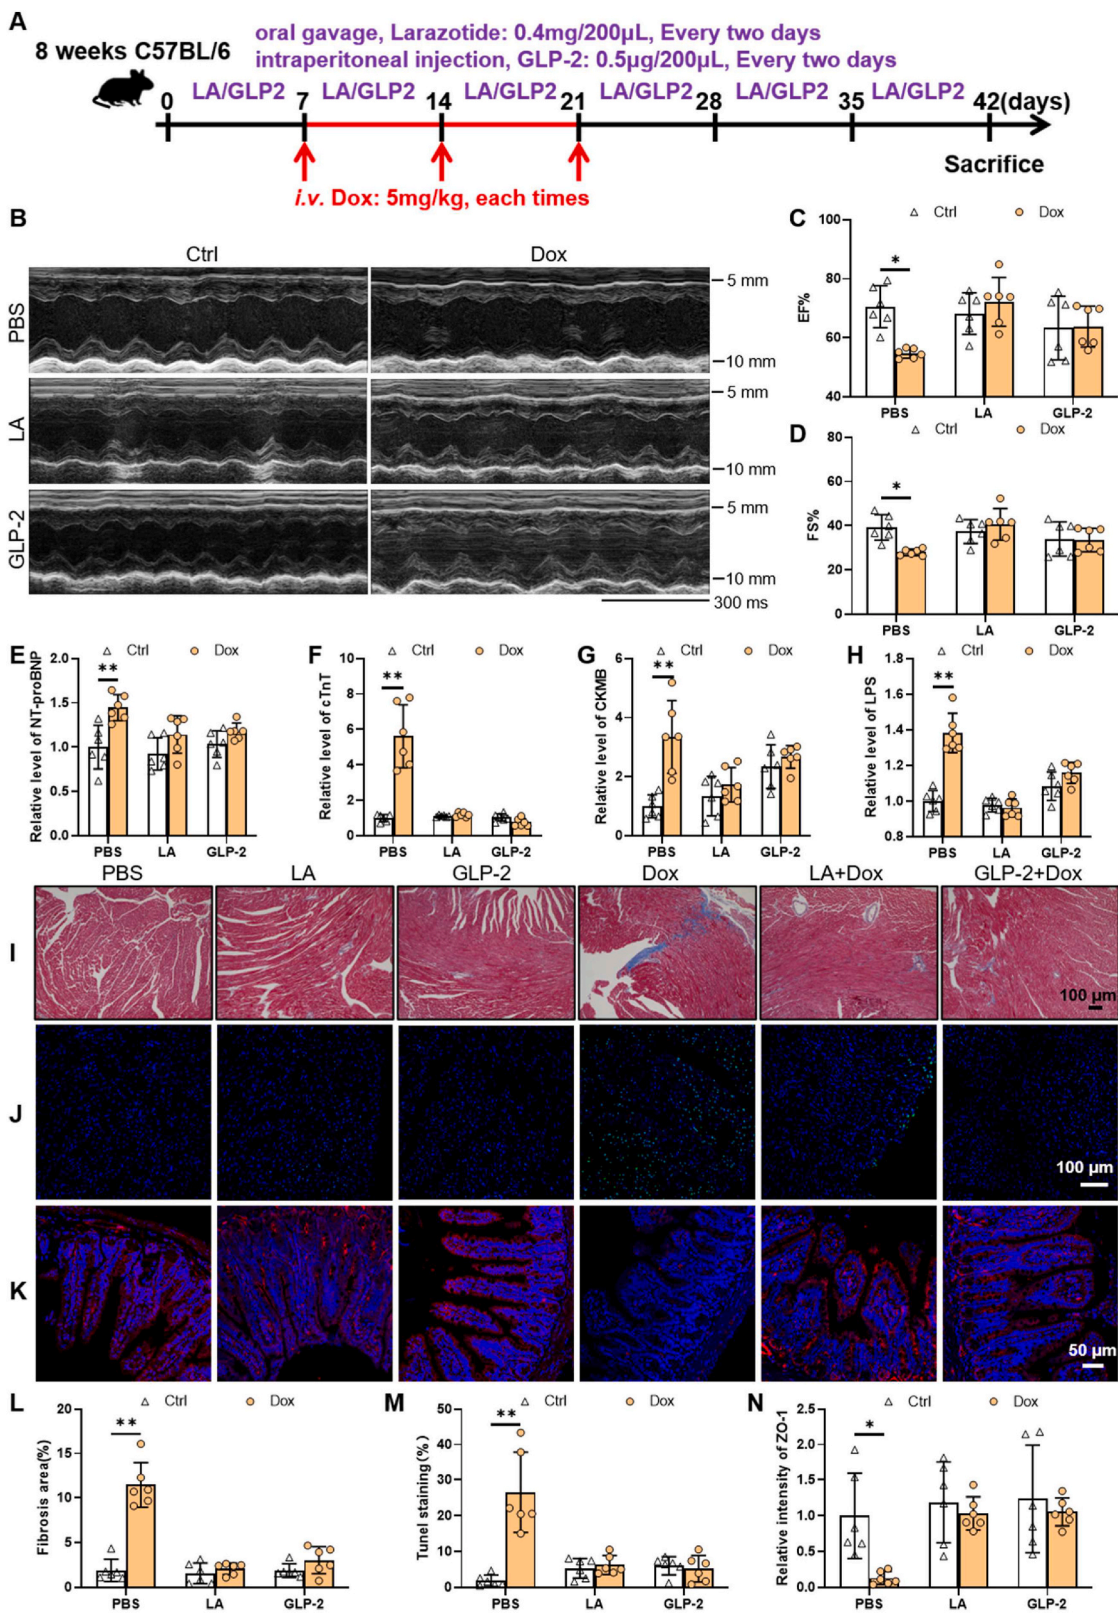 A
8 weeks C57BL/6
oral gavage, Larazotide: 0.4mg/200μL, Every two days
intraperitoneal injection, GLP-2: 0.5μg/200μL, Every two days
LA/GLP2 LA/GLP2 LA/GLP2 LA/GLP2 LA/GLP2 LA/GLP2
0 7 14 21 28 35 42(days)
i.v. Dox: 5mg/kg, each times
Sacrifice
B
Ctrl Dox
PBS
5 mm
10 mm
LA
5 mm
10 mm
GLP-2
5 mm
10 mm
300 ms
C
Ctrl Dox
EF%
100
80
60
40
*
PBS LA GLP-2
D
Ctrl Dox
FS%
80
60
40
20
0
*
PBS LA GLP-2
E
Ctrl Dox
Relative level of NT-proBNP
2.0
1.5
1.0
0.5
0.0
**
PBS LA GLP-2
F
Ctrl Dox
Relative level of cTnT
10
8
6
4
2
0
**
PBS LA GLP-2
G
Ctrl Dox
Relative level of CKMB
6
4
2
0
**
PBS LA GLP-2
H
Ctrl Dox
Relative level of LPS
1.8
1.6
1.4
1.2
1.0
0.8
**
PBS LA GLP-2
PBS LA GLP-2 Dox LA+Dox GLP-2+Dox
I
100 μm
J
100 μm
K
50 μm
L
Ctrl Dox
Fibrosis area(%)
20
15
10
5
0
**
PBS LA GLP-2
M
Ctrl Dox
Tunel staining(%)
50
40
30
20
10
0
**
PBS LA GLP-2
N
Ctrl Dox
Relative intensity of ZO-1
2.5
2.0
1.5
1.0
0.5
0.0
*
PBS LA GLP-2